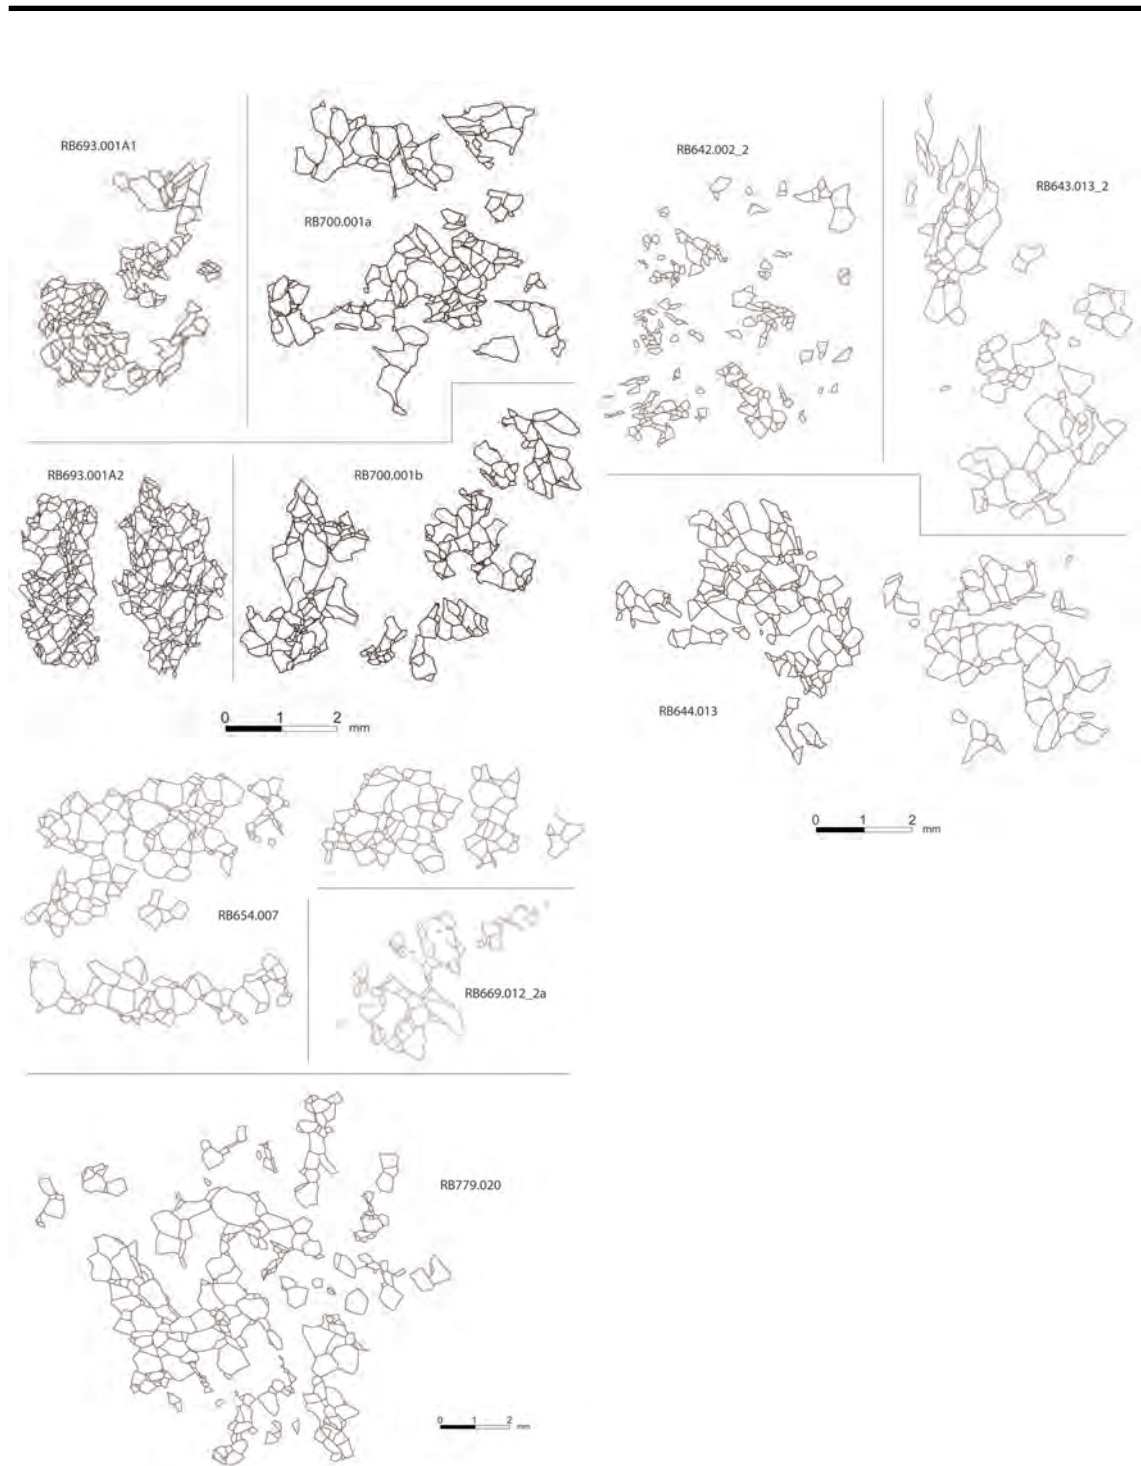 RB693.001A1
RB700.001a
RB642.002_2
RB643.013_2
RB693.001A2
RB700.001b
RB644.013
0 1 2 mm
0 1 2 mm
RB654.007
RB669.012_2a
RB779.020
0 1 2 mm